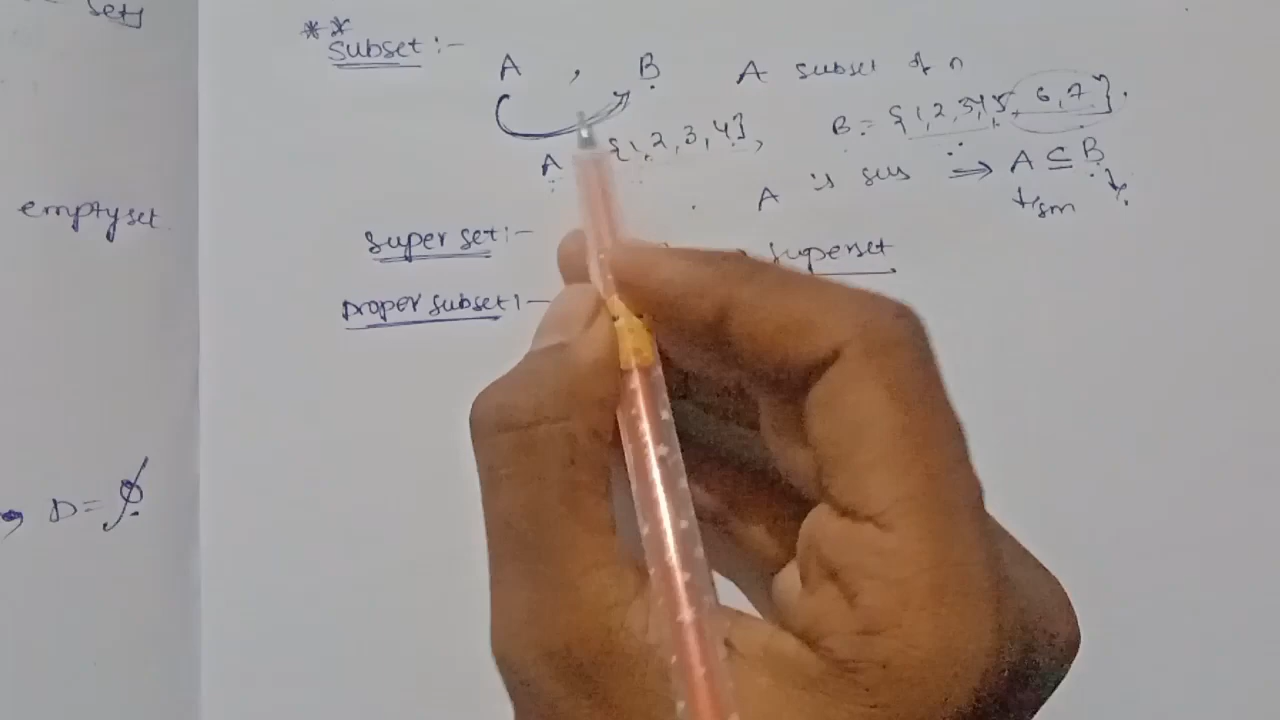 sets
**
Subset :-
A , B A subset of n
A {1, 2, 3, 4}, B = {1, 2, 3, 4, 5, 6, 7}.
A is sus ∴ ⇒ A ⊆ B
emptyset
Super set :- superset
Proper subset :-
, D = ∅